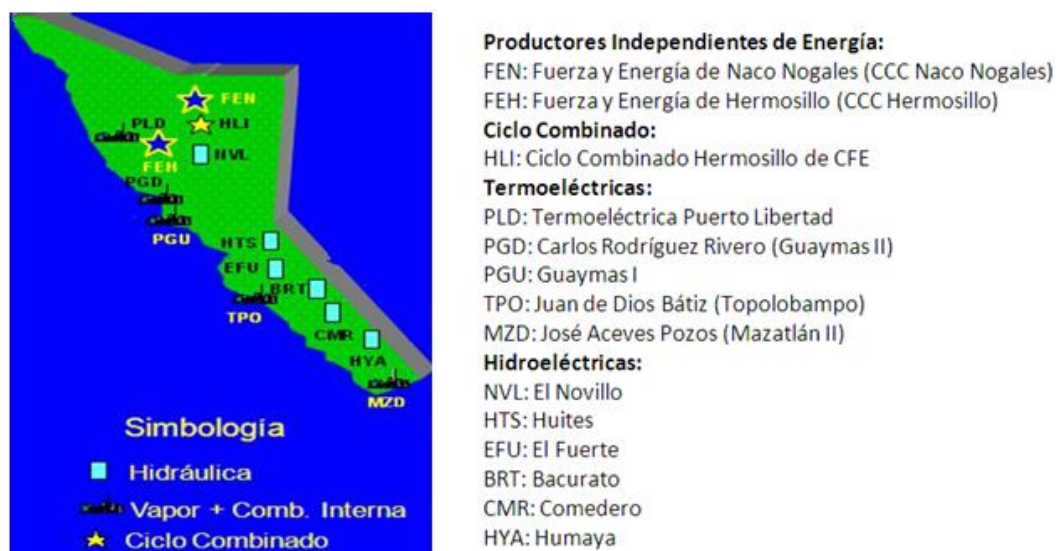 FEN
PLD
HLI
FEH
NVL
PGD
PGU
HTS
EFU
BRT
TPO
CMR
HYA
MZD
Simbología
Hidráulica
Vapor + Comb. Interna
Ciclo Combinado
Productores Independientes de Energía:
FEN: Fuerza y Energía de Naco Nogales (CCC Naco Nogales)
FEH: Fuerza y Energía de Hermosillo (CCC Hermosillo)
Ciclo Combinado:
HLI: Ciclo Combinado Hermosillo de CFE
Termoeléctricas:
PLD: Termoeléctrica Puerto Libertad
PGD: Carlos Rodríguez Rivero (Guaymas II)
PGU: Guaymas I
TPO: Juan de Dios Bátiz (Topolobampo)
MZD: José Aceves Pozos (Mazatlán II)
Hidroeléctricas:
NVL: El Novillo
HTS: Huites
EFU: El Fuerte
BRT: Bacurato
CMR: Comedero
HYA: Humaya